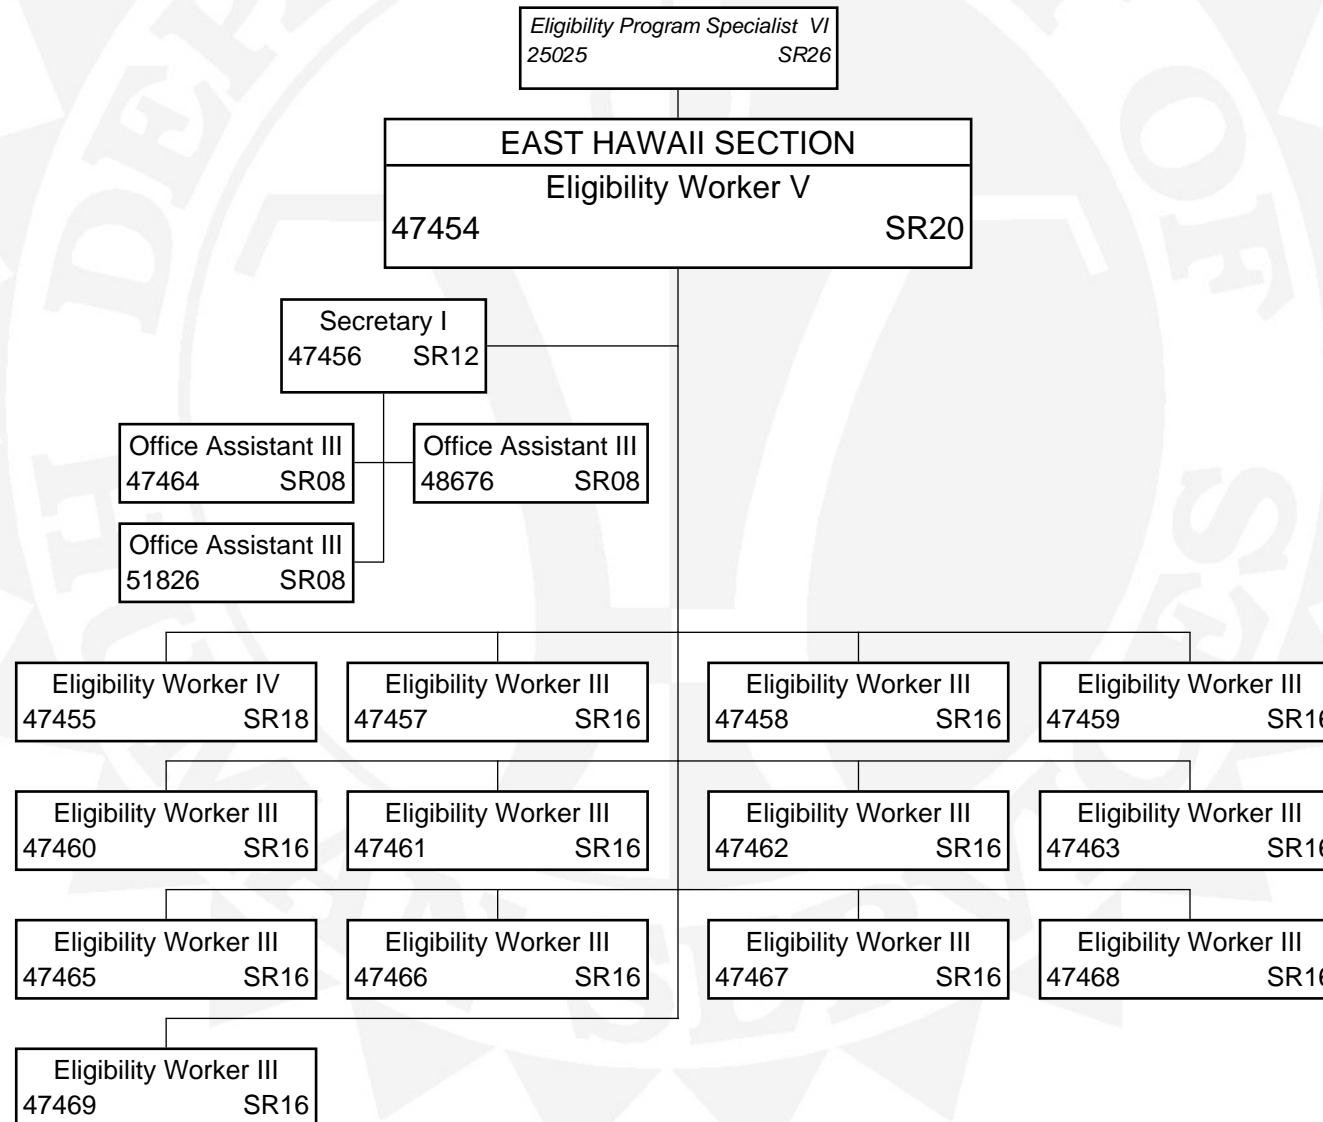 Eligibility Program Specialist VI
25025 SR26
EAST HAWAII SECTION
Eligibility Worker V
47454 SR20
Secretary I
47456 SR12
Office Assistant III
47464 SR08
Office Assistant III
48676 SR08
Office Assistant III
51826 SR08
Eligibility Worker IV
47455 SR18
Eligibility Worker III
47457 SR16
Eligibility Worker III
47458 SR16
Eligibility Worker III
47459 SR16
Eligibility Worker III
47460 SR16
Eligibility Worker III
47461 SR16
Eligibility Worker III
47462 SR16
Eligibility Worker III
47463 SR16
Eligibility Worker III
47465 SR16
Eligibility Worker III
47466 SR16
Eligibility Worker III
47467 SR16
Eligibility Worker III
47468 SR16
Eligibility Worker III
47469 SR16